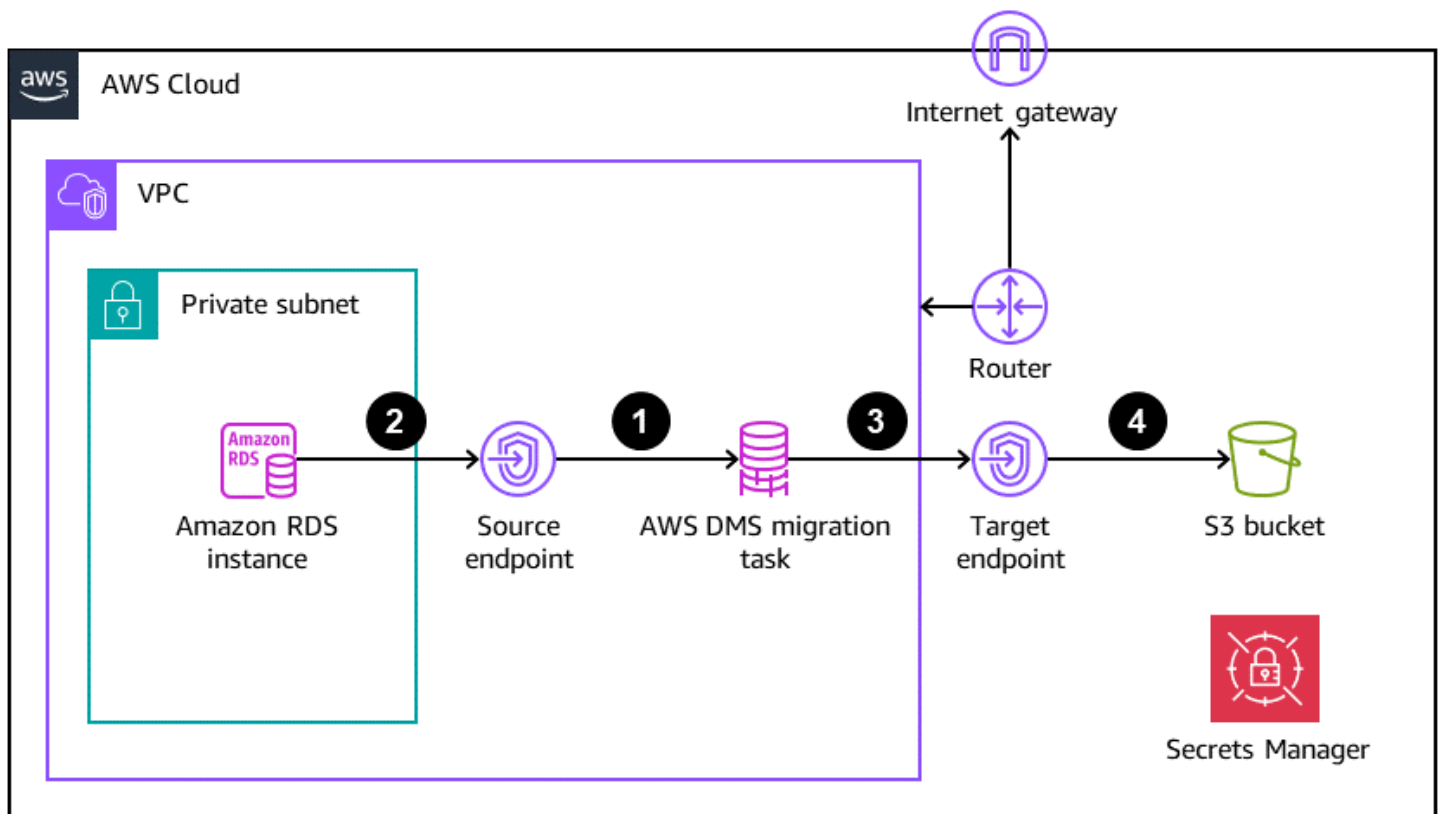 aws
AWS Cloud
Internet gateway
VPC
Private subnet
Router
2
1
3
4
Amazon
RDS
Amazon RDS
instance
Source
endpoint
AWS DMS migration
task
Target
endpoint
S3 bucket
Secrets Manager